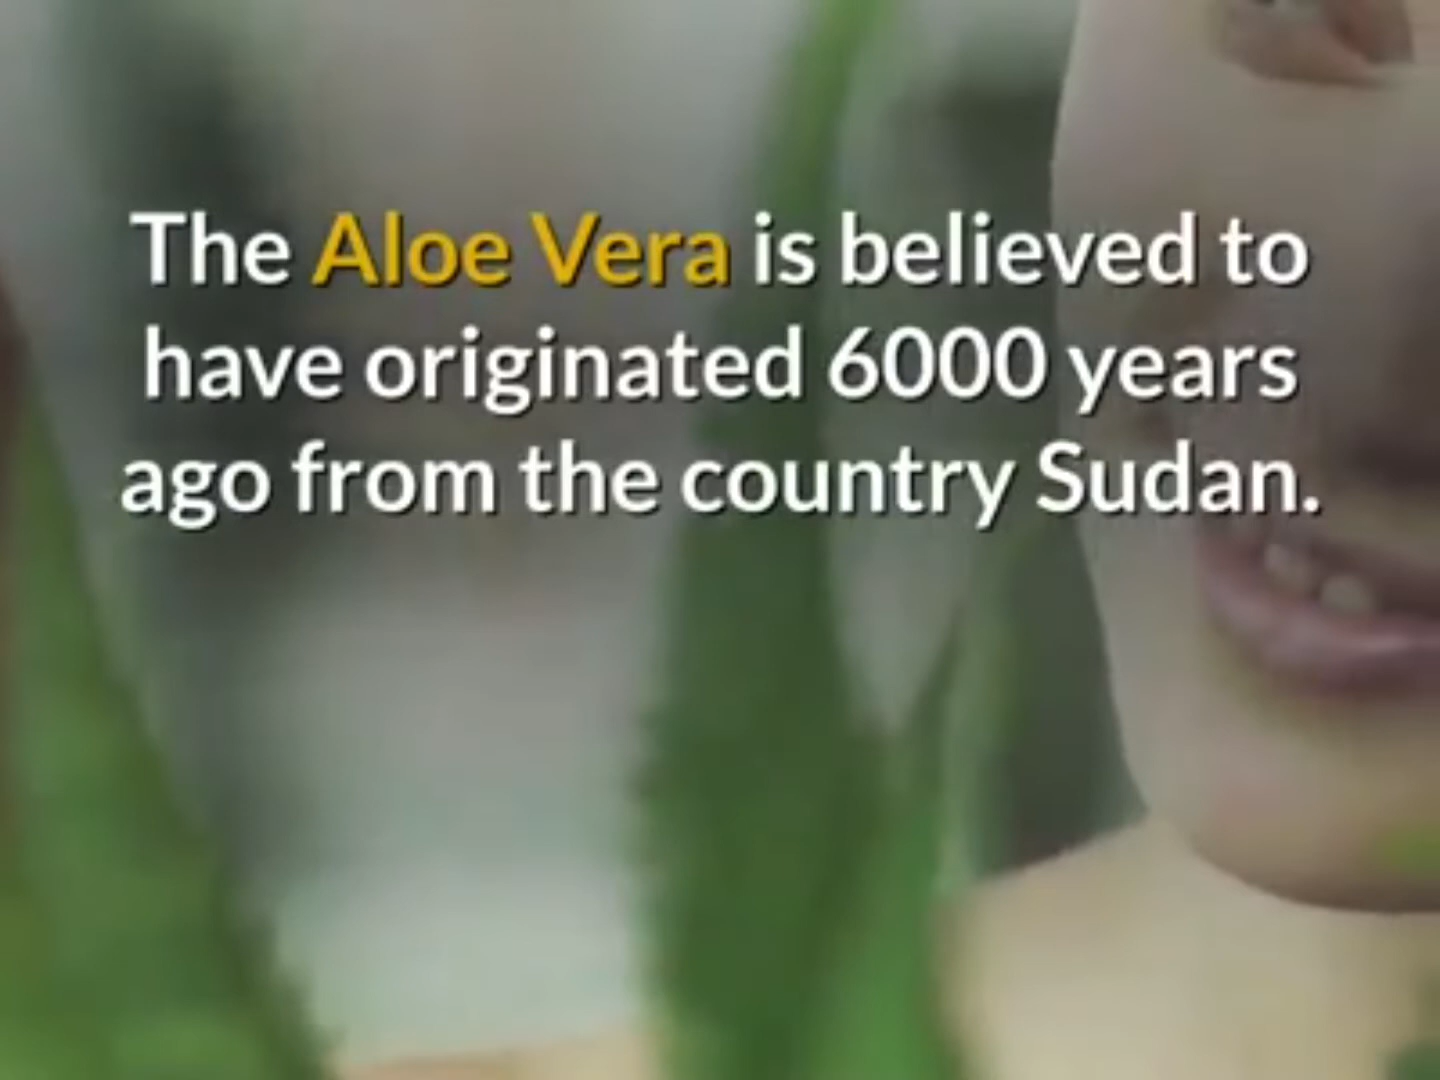 The Aloe Vera is believed to
have originated 6000 years
ago from the country Sudan.